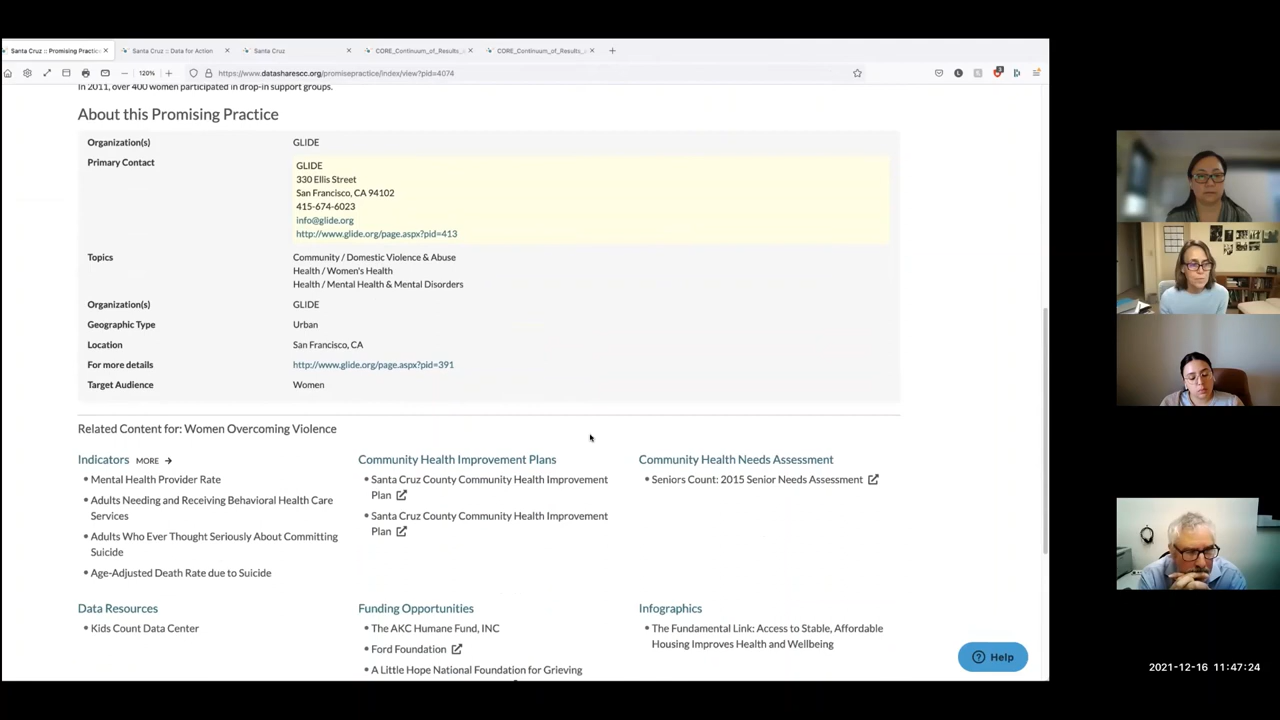 Santa Cruz :: Promising Practic
Santa Cruz :: Data for Action
Santa Cruz
CORE_Continuum_of_Results_
CORE_Continuum_of_Results_
120%
https://www.datasharescc.org/promisepractice/index/view?pid=4074
In 2011, over 400 women participated in drop-in support groups.
About this Promising Practice
Organization(s) GLIDE
Primary Contact GLIDE
330 Ellis Street
San Francisco, CA 94102
415-674-6023
info@glide.org
http://www.glide.org/page.aspx?pid=413
Topics Community / Domestic Violence & Abuse
Health / Women's Health
Health / Mental Health & Mental Disorders
Organization(s) GLIDE
Geographic Type Urban
Location San Francisco, CA
For more details http://www.glide.org/page.aspx?pid=391
Target Audience Women
Related Content for: Women Overcoming Violence
Indicators MORE
Mental Health Provider Rate
Adults Needing and Receiving Behavioral Health Care
Services
Adults Who Ever Thought Seriously About Committing
Suicide
Age-Adjusted Death Rate due to Suicide
Community Health Improvement Plans
Santa Cruz County Community Health Improvement
Plan
Santa Cruz County Community Health Improvement
Plan
Community Health Needs Assessment
Seniors Count: 2015 Senior Needs Assessment
Data Resources
Kids Count Data Center
Funding Opportunities
The AKC Humane Fund, INC
Ford Foundation
A Little Hope National Foundation for Grieving
Infographics
The Fundamental Link: Access to Stable, Affordable
Housing Improves Health and Wellbeing
Help
2021-12-16 11:47:24